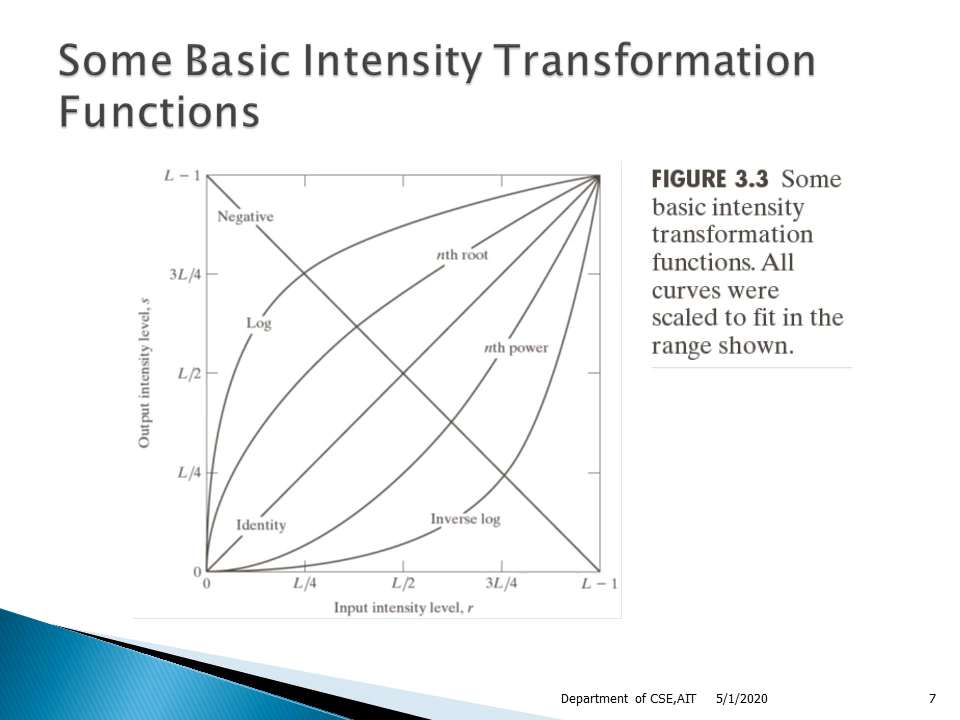 Some Basic Intensity Transformation
Functions
L − 1
Negative
nth root
3L/4
Log
nth power
L/2
Output intensity level, s
L/4
Identity
Inverse log
0
0
L/4
L/2
3L/4
L − 1
Input intensity level, r
FIGURE 3.3 Some
basic intensity
transformation
functions. All
curves were
scaled to fit in the
range shown.
Department of CSE,AIT
5/1/2020
7